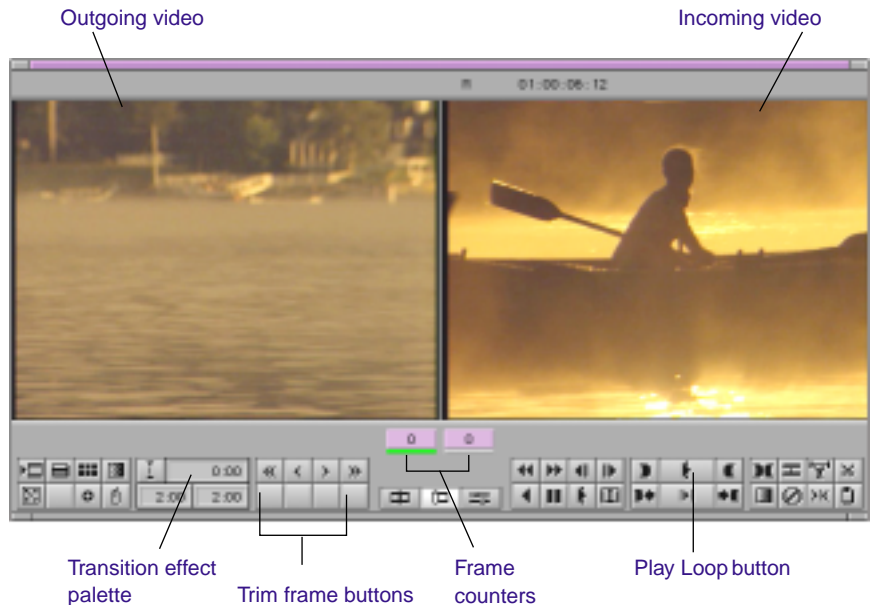 Outgoing video
Incoming video
01:00:06:12
0
0
0:00
2:00
2:00
Transition effect
palette
Trim frame buttons
Frame
counters
Play Loop button